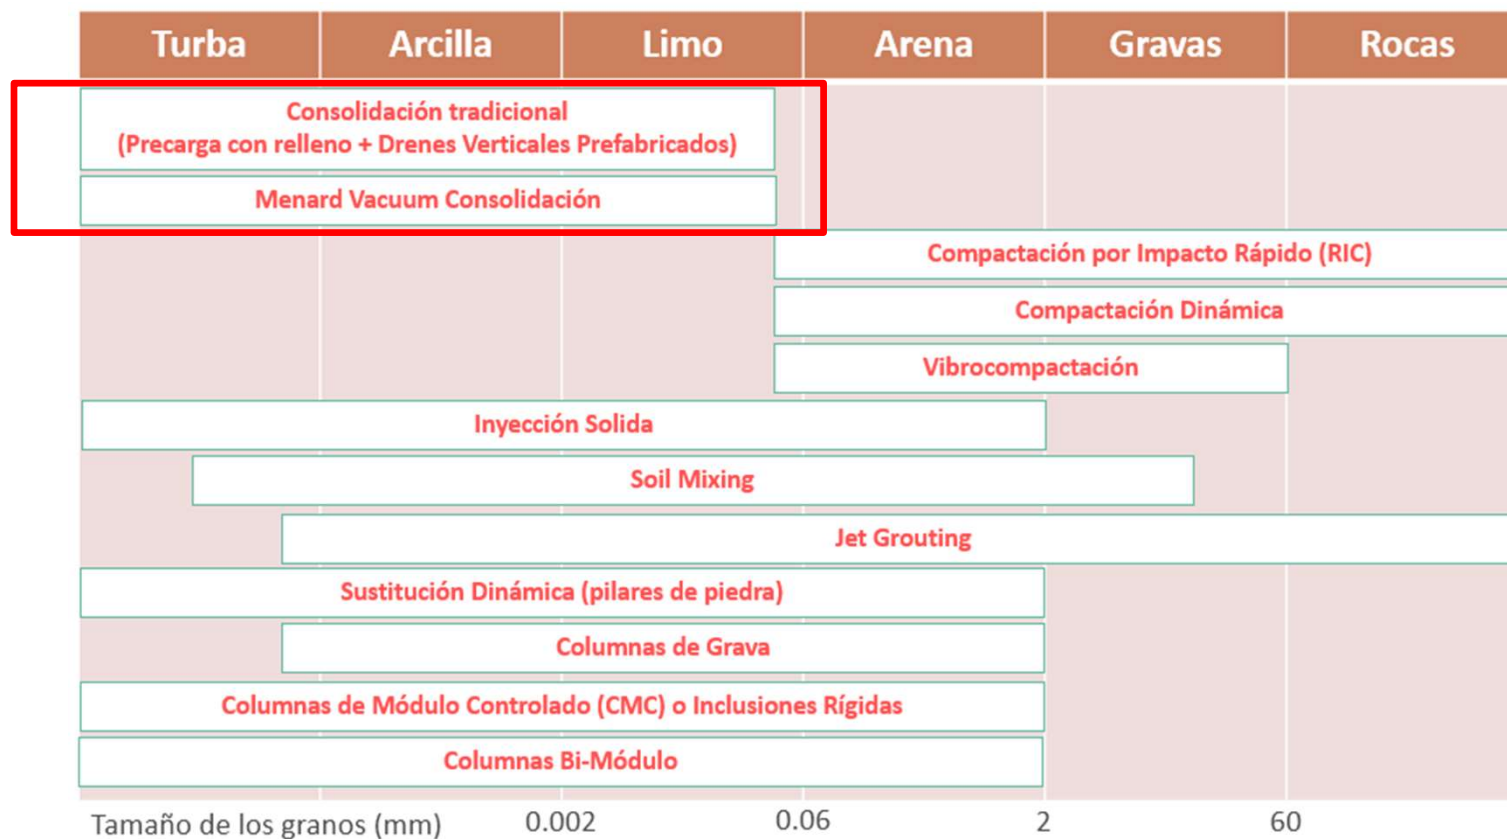 Turba Arcilla Limo Arena Gravas Rocas
Consolidación tradicional
(Precarga con relleno + Drenes Verticales Prefabricados)
Menard Vacuum Consolidación
Compactación por Impacto Rápido (RIC)
Compactación Dinámica
Vibrocompactación
Inyección Solida
Soil Mixing
Jet Grouting
Sustitución Dinámica (pilares de piedra)
Columnas de Grava
Columnas de Módulo Controlado (CMC) o Inclusiones Rígidas
Columnas Bi-Módulo
Tamaño de los granos (mm) 0.002 0.06 2 60